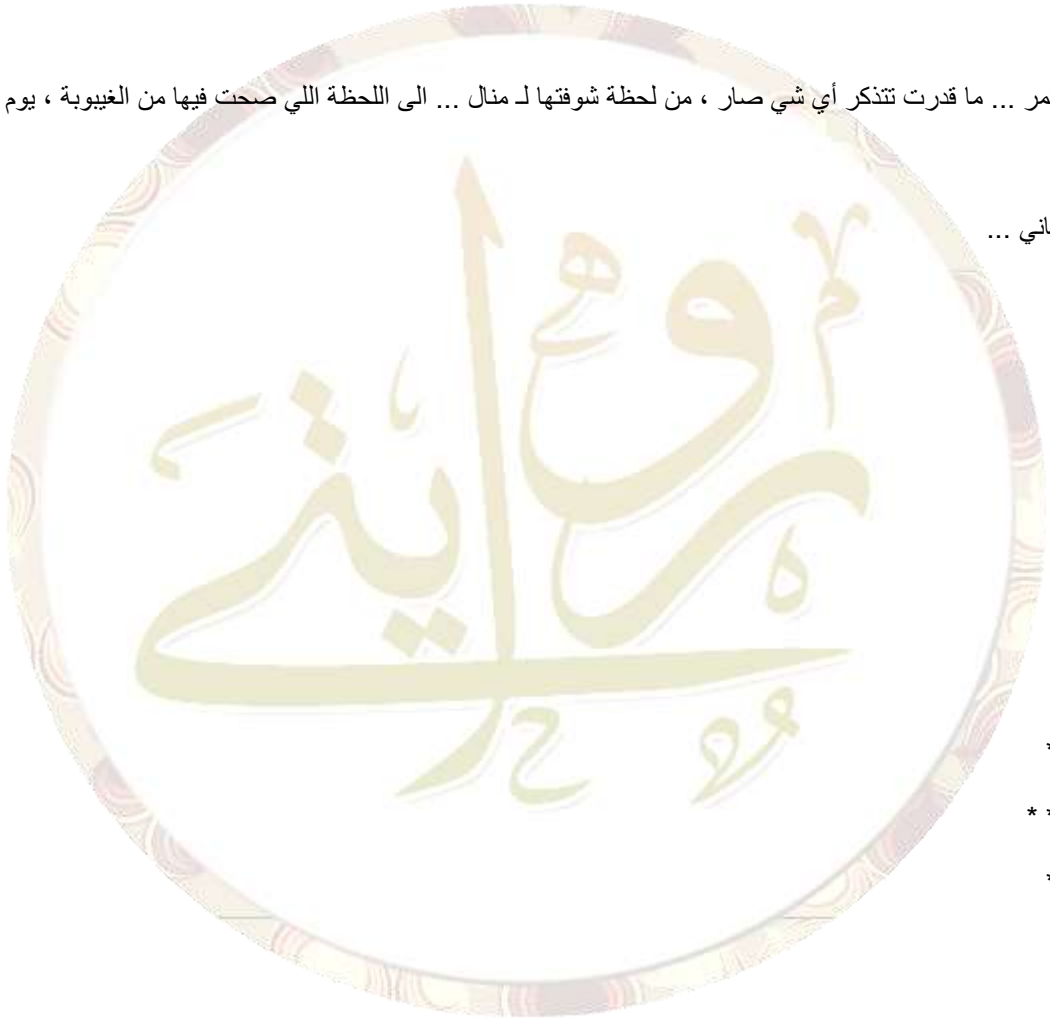 مر ... ما قدرت تتذكر أي شي صار ، من لحظة شوفتها لـ منال ... الى اللحظة اللي صحت فيها من الغيبوبة ، يوم
اني ...
روايتي
*
* *
*